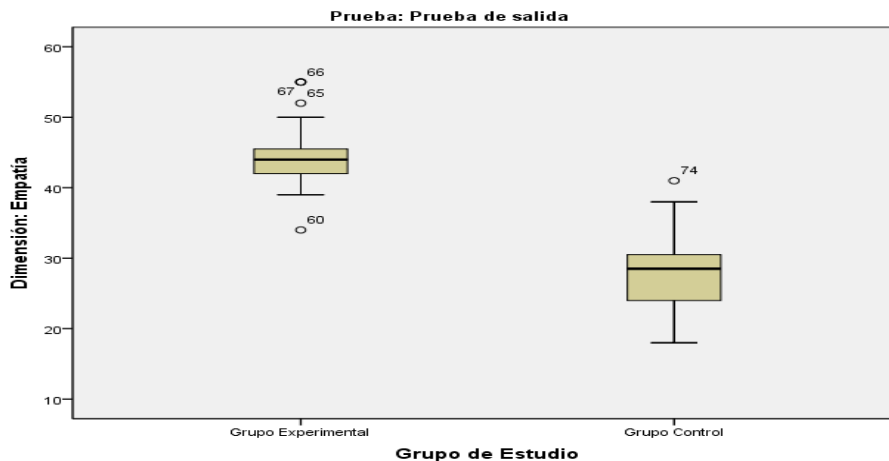 Prueba: Prueba de salida
Dimensión: Empatía
60
50
40
30
20
10
66
67 65
60
74
Grupo Experimental Grupo Control
Grupo de Estudio